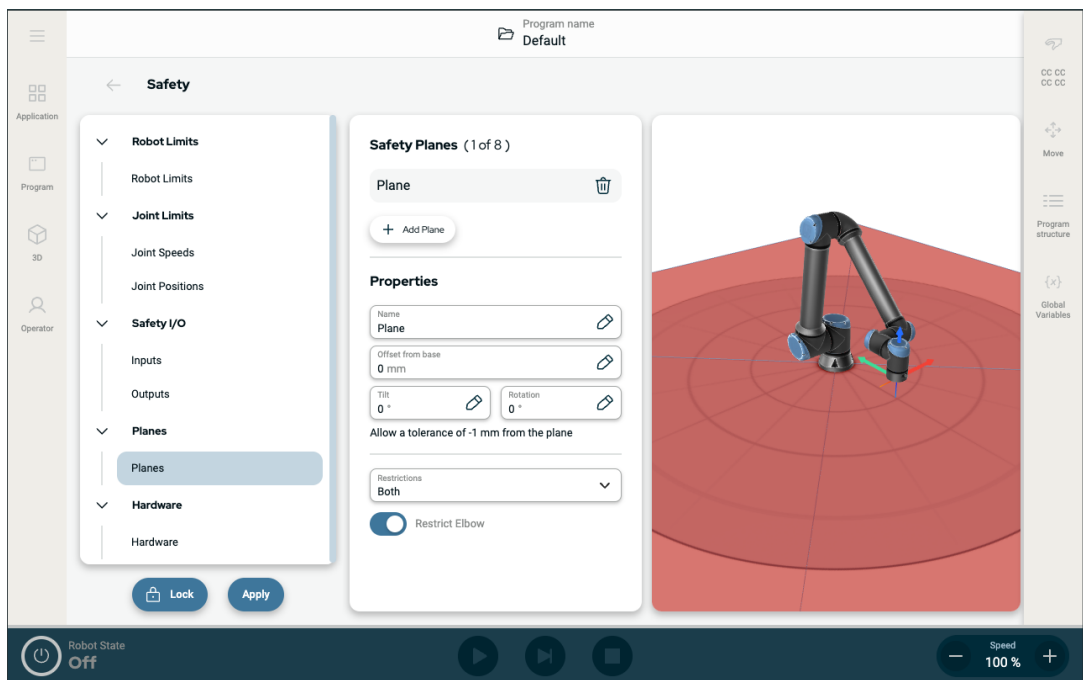 Program name
Default
Application
Program
3D
Operator
Safety
Robot Limits
Robot Limits
Joint Limits
Joint Speeds
Joint Positions
Safety I/O
Inputs
Outputs
Planes
Planes
Hardware
Hardware
Lock
Apply
Safety Planes (1 of 8)
Plane
+ Add Plane
Properties
Name
Plane
Offset from base
0 mm
Tilt
0 °
Rotation
0 °
Allow a tolerance of -1 mm from the plane
Restrictions
Both
Restrict Elbow
CC CC
CC CC
Move
Program
structure
{x}
Global
Variables
Robot State
Off
Speed
100 %